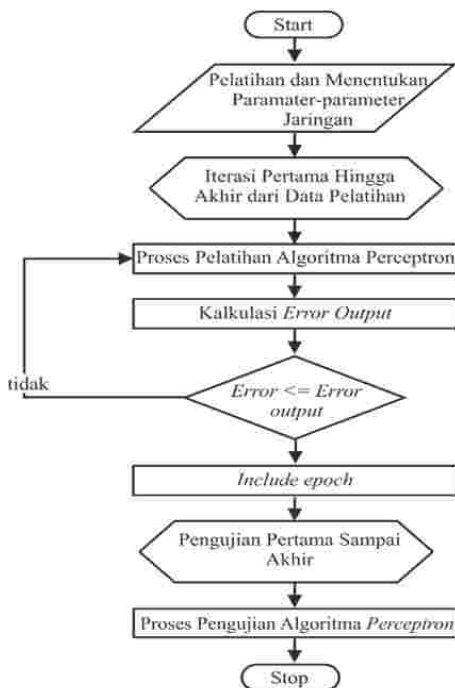 Start
Pelatihan dan Menentukan
Paramater-parameter
Jaringan
Iterasi Pertama Hingga
Akhir dari Data Pelatihan
Proses Pelatihan Algoritma Perceptron
Kalkulasi Error Output
tidak
Error <= Error
output
Include epoch
Pengujian Pertama Sampai
Akhir
Proses Pengujian Algoritma Perceptron
Stop